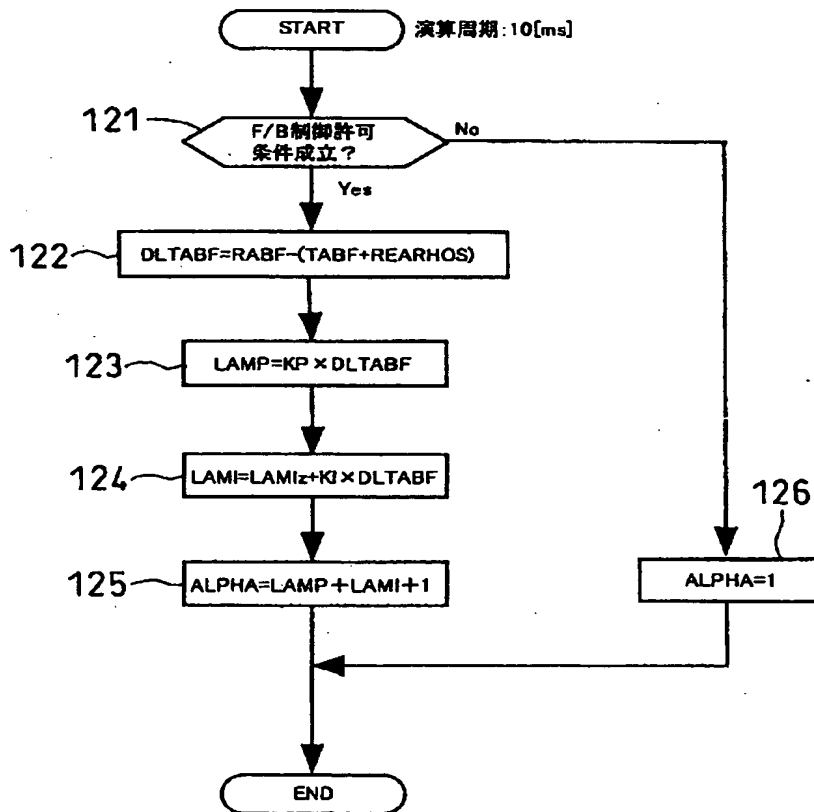 START
演算周期:10[ms]
121
F/B制御許可
条件成立?
No
Yes
122
DLTABF=RABF-(TABF+REARHOS)
123
LAMP=KP×DLTABF
124
LAMI=LAMIz+KI×DLTABF
125
ALPHA=LAMP+LAMI+1
126
ALPHA=1
END